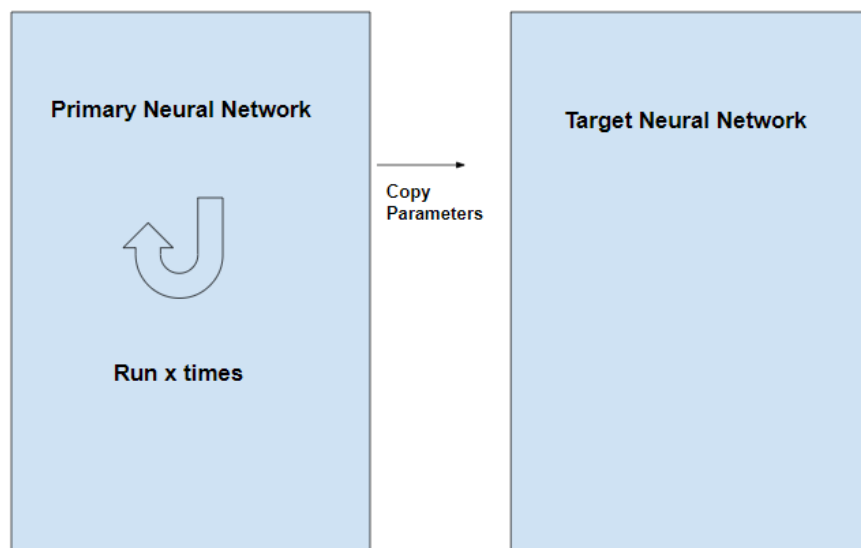 Primary Neural Network
Target Neural Network
Copy
Parameters
Run x times